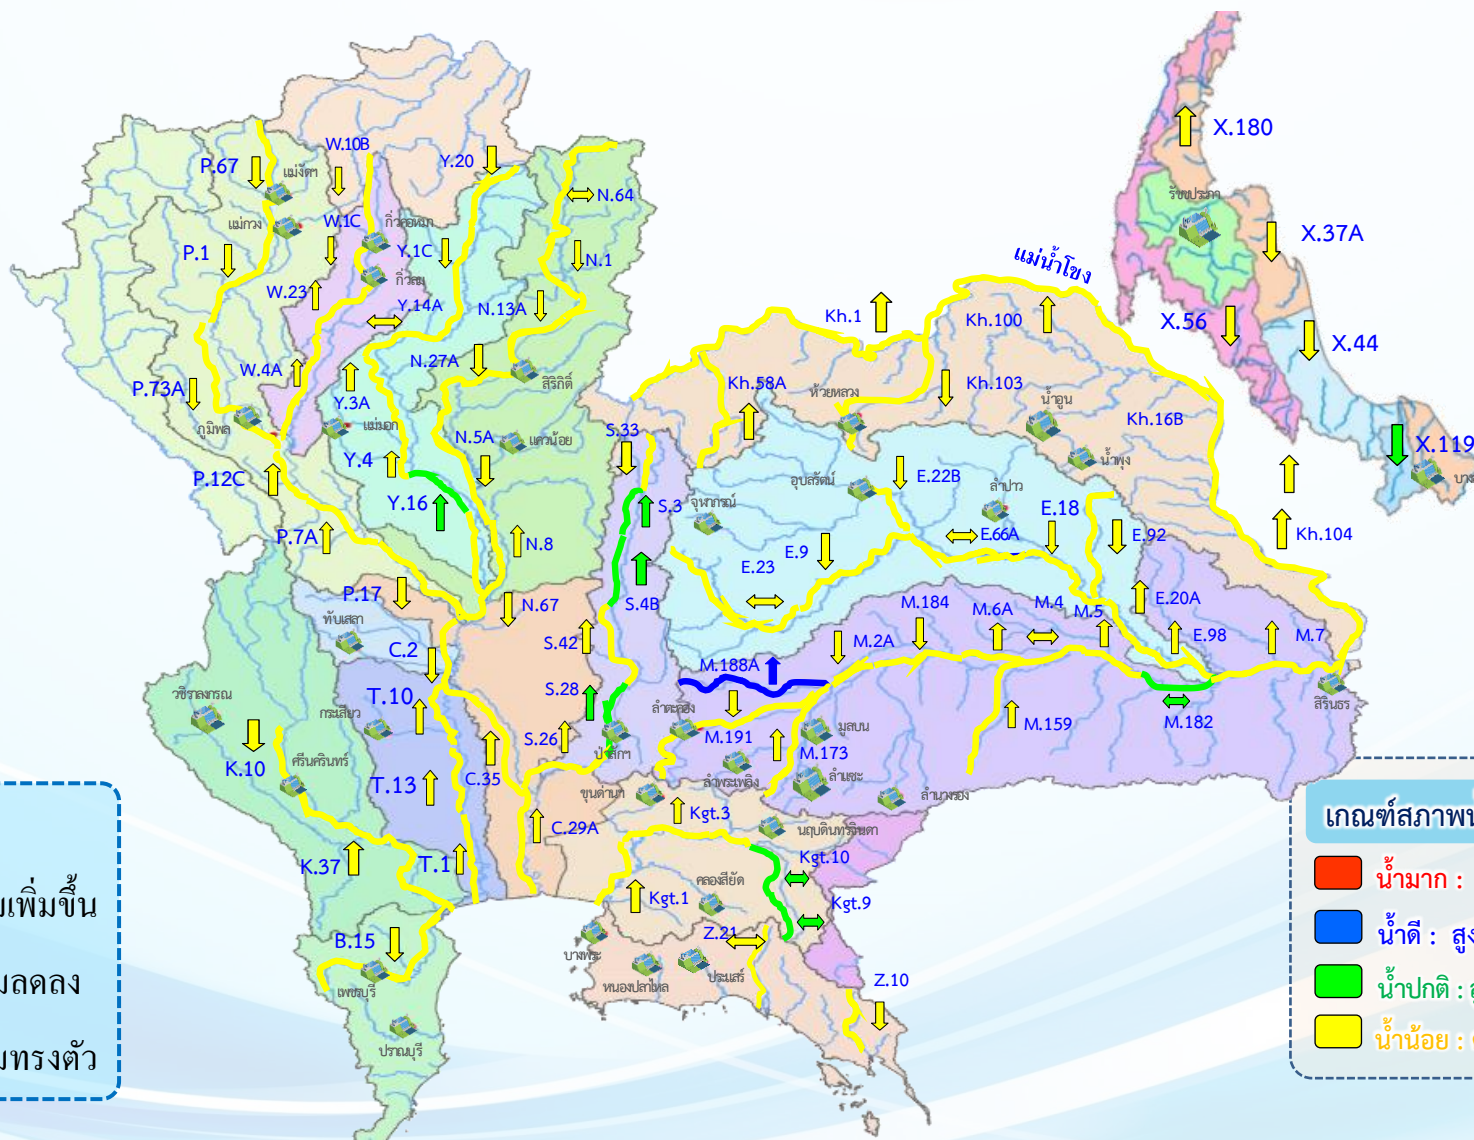 X.180
W.10B
Y.20
P.67
แม่งัดฯ
N.64
รัชชประภา
แม่กวง
W.1C
กิ่วคอหมา
X.37A
P.1
Y.1C
N.1
แม่น้ำโขง
กิ่วลม
W.23
Y.14A
N.13A
Kh.1
Kh.100
X.56
X.44
N.27A
W.4A
สิริกิติ์
Kh.58A
ห้วยหลวง
Kh.103
P.73A
Y.3A
น้ำอูน
Kh.16B
ภูมิพล
แม่มอก
N.5A
แควน้อย
S.33
X.119
Y.4
น้ำพุง
P.12C
อุบลรัตน์
E.22B
ลำปาว
บาง
Y.16
จุฬาภรณ์
S.3
E.18
P.7A
N.8
E.9
E.66A
E.92
Kh.104
E.23
P.17
N.67
S.4B
M.184
M.6A
M.4
M.5
E.20A
ทับเสลา
S.42
M.2A
E.98
M.7
C.2
M.188A
วชิราลงกรณ
T.10
S.28
ลำตะคอง
สิรินธร
กระเสียว
M.159
M.182
S.26
ป่าสักฯ
M.191
M.173
มูลบน
K.10
ศรีนครินทร์
T.13
C.35
ขุนด่านฯ
ลำพระเพลิง
ลำแชะ
ลำนางรอง
C.29A
Kgt.3
นฤบดินทรจินดา
เกณฑ์สภาพน้
K.37
T.1
Kgt.10
คลองสียัด
น้ำมาก :
เพิ่มขึ้น
Kgt.1
Kgt.9
B.15
Z.21
น้ำดี : สูง
บางพระ
ลดลง
เพชรบุรี
หนองปลาไหล
ประแสร์
Z.10
น้ำปกติ :
ปราณบุรี
ทรงตัว
น้ำน้อย :